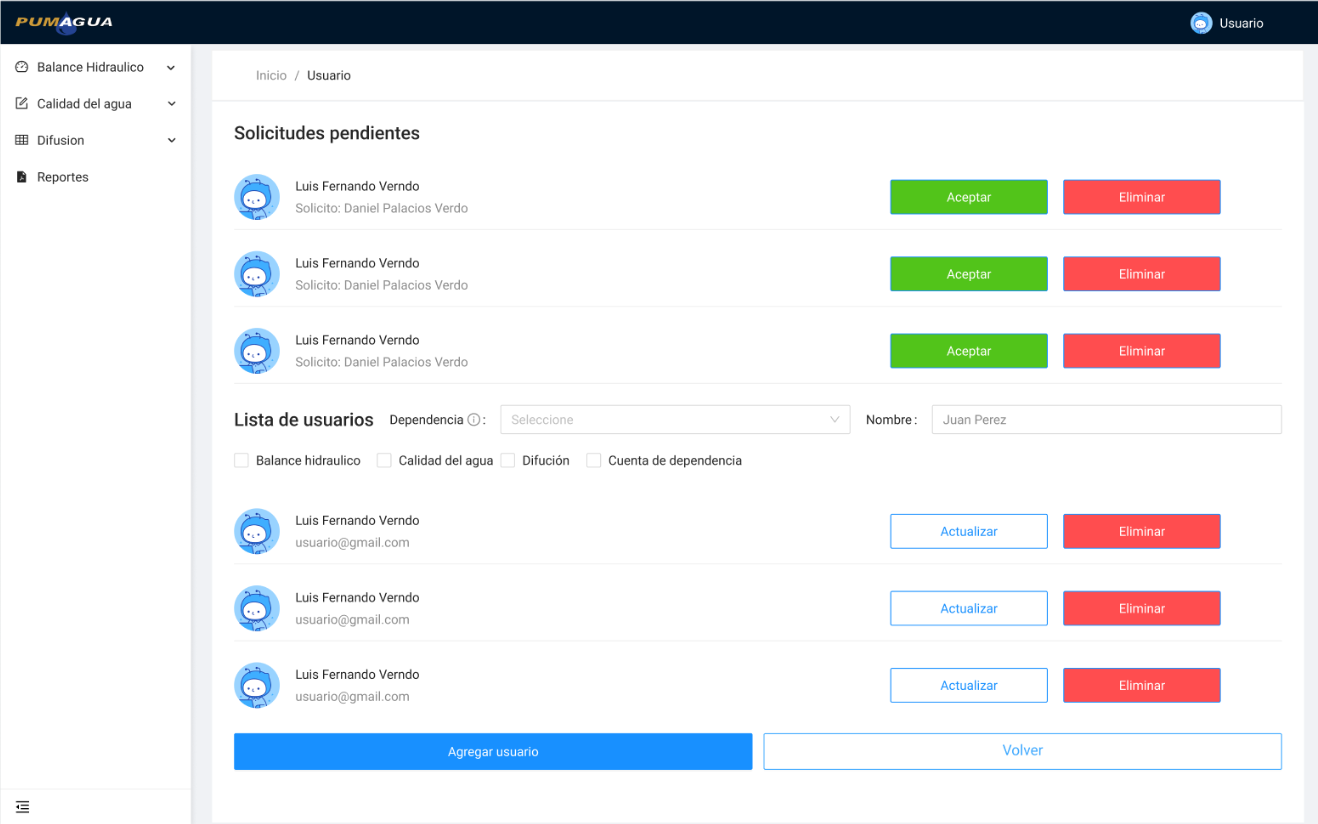 PUMAGUA
Usuario
Balance Hidraulico
Calidad del agua
Difusion
Reportes
Inicio / Usuario
Solicitudes pendientes
Luis Fernando Verndo
Solicito: Daniel Palacios Verdo
Aceptar
Eliminar
Luis Fernando Verndo
Solicito: Daniel Palacios Verdo
Aceptar
Eliminar
Luis Fernando Verndo
Solicito: Daniel Palacios Verdo
Aceptar
Eliminar
Lista de usuarios Dependencia : Seleccione Nombre : Juan Perez
Balance hidraulico Calidad del agua Difución Cuenta de dependencia
Luis Fernando Verndo
usuario@gmail.com
Actualizar
Eliminar
Luis Fernando Verndo
usuario@gmail.com
Actualizar
Eliminar
Luis Fernando Verndo
usuario@gmail.com
Actualizar
Eliminar
Agregar usuario
Volver